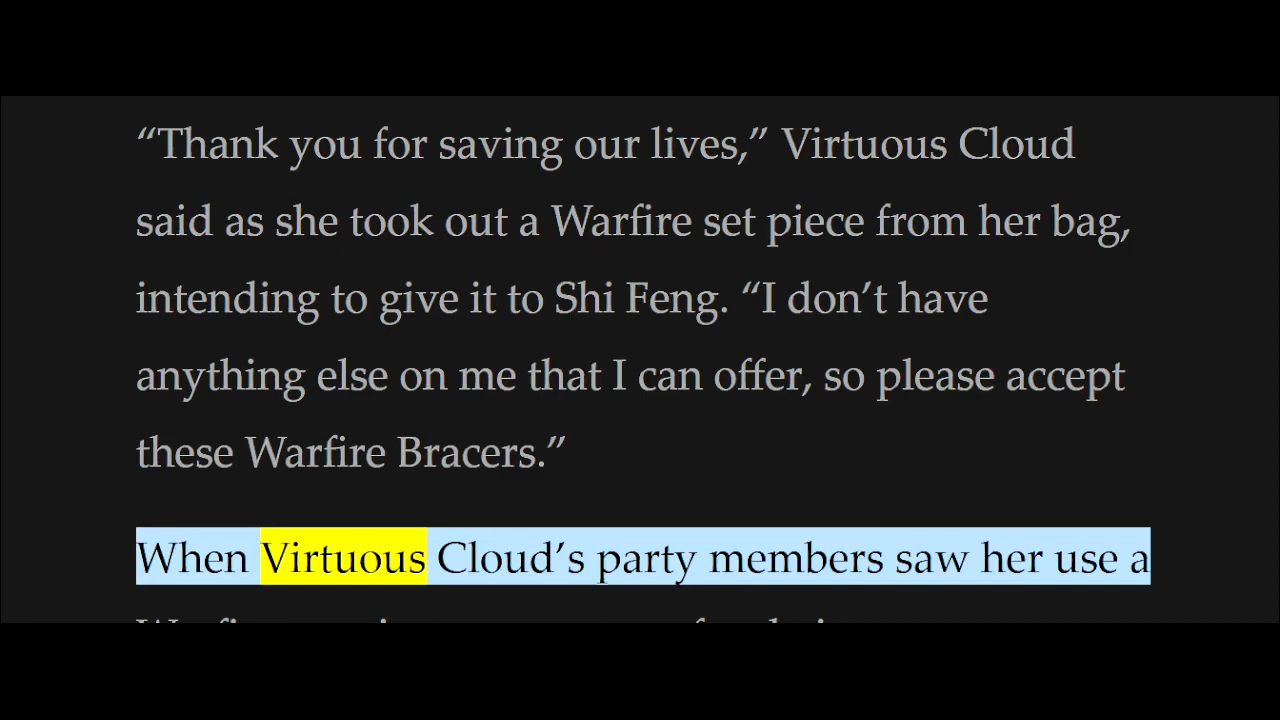 “Thank you for saving our lives,” Virtuous Cloud
said as she took out a Warfire set piece from her bag,
intending to give it to Shi Feng. “I don’t have
anything else on me that I can offer, so please accept
these Warfire Bracers.”
When Virtuous Cloud’s party members saw her use a